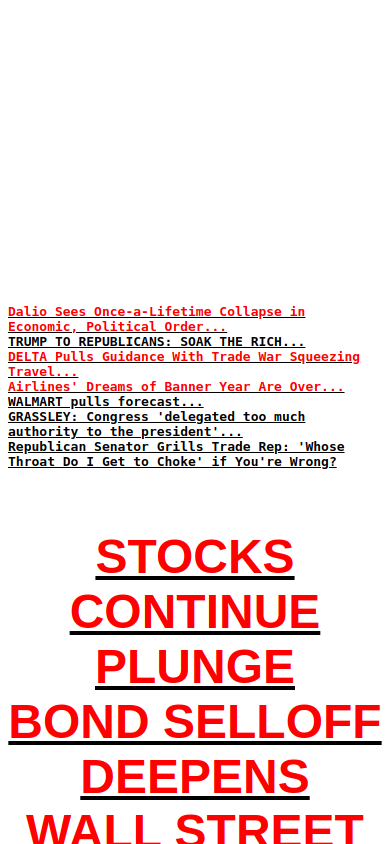 Dalio Sees Once-a-Lifetime Collapse in
Economic, Political Order...
TRUMP TO REPUBLICANS: SOAK THE RICH...
DELTA Pulls Guidance With Trade War Squeezing
Travel...
Airlines' Dreams of Banner Year Are Over...
WALMART pulls forecast...
GRASSLEY: Congress 'delegated too much
authority to the president'...
Republican Senator Grills Trade Rep: 'Whose
Throat Do I Get to Choke' if You're Wrong?
STOCKS
CONTINUE
PLUNGE
BOND SELLOFF
DEEPENS
WALL STREET